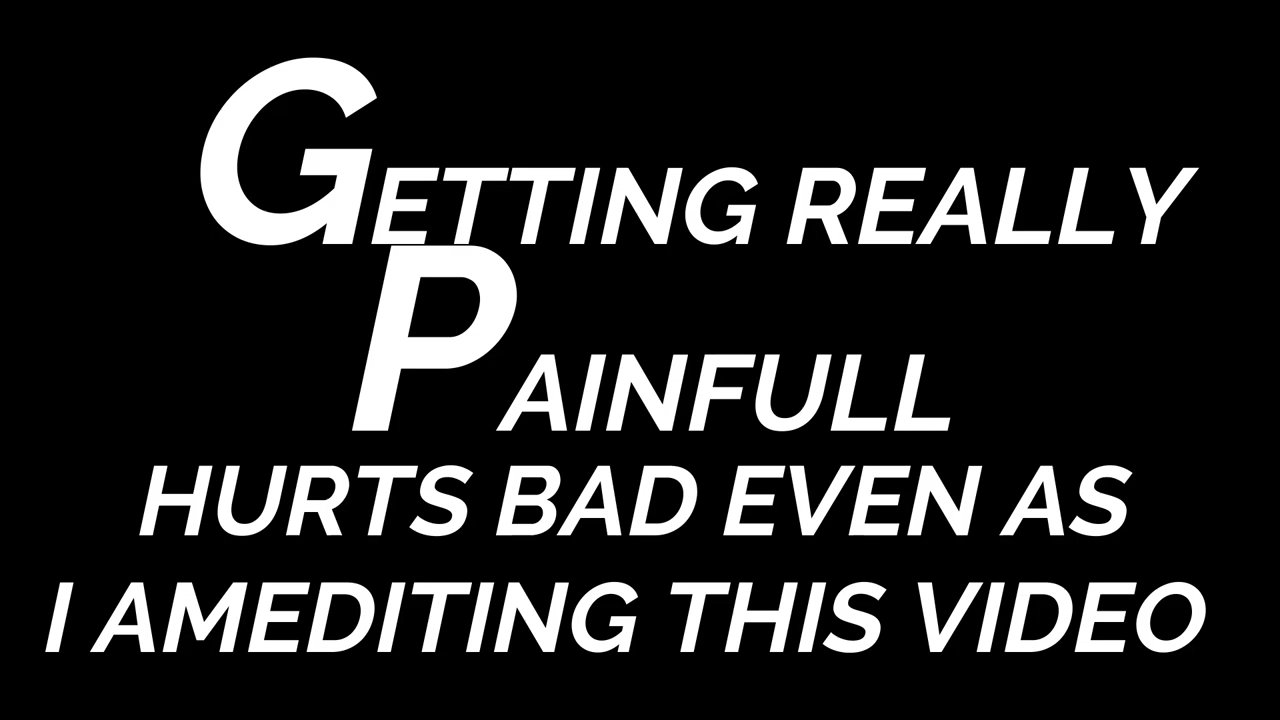 GETTING REALLY
PAINFULL
HURTS BAD EVEN AS
I AMEDITING THIS VIDEO